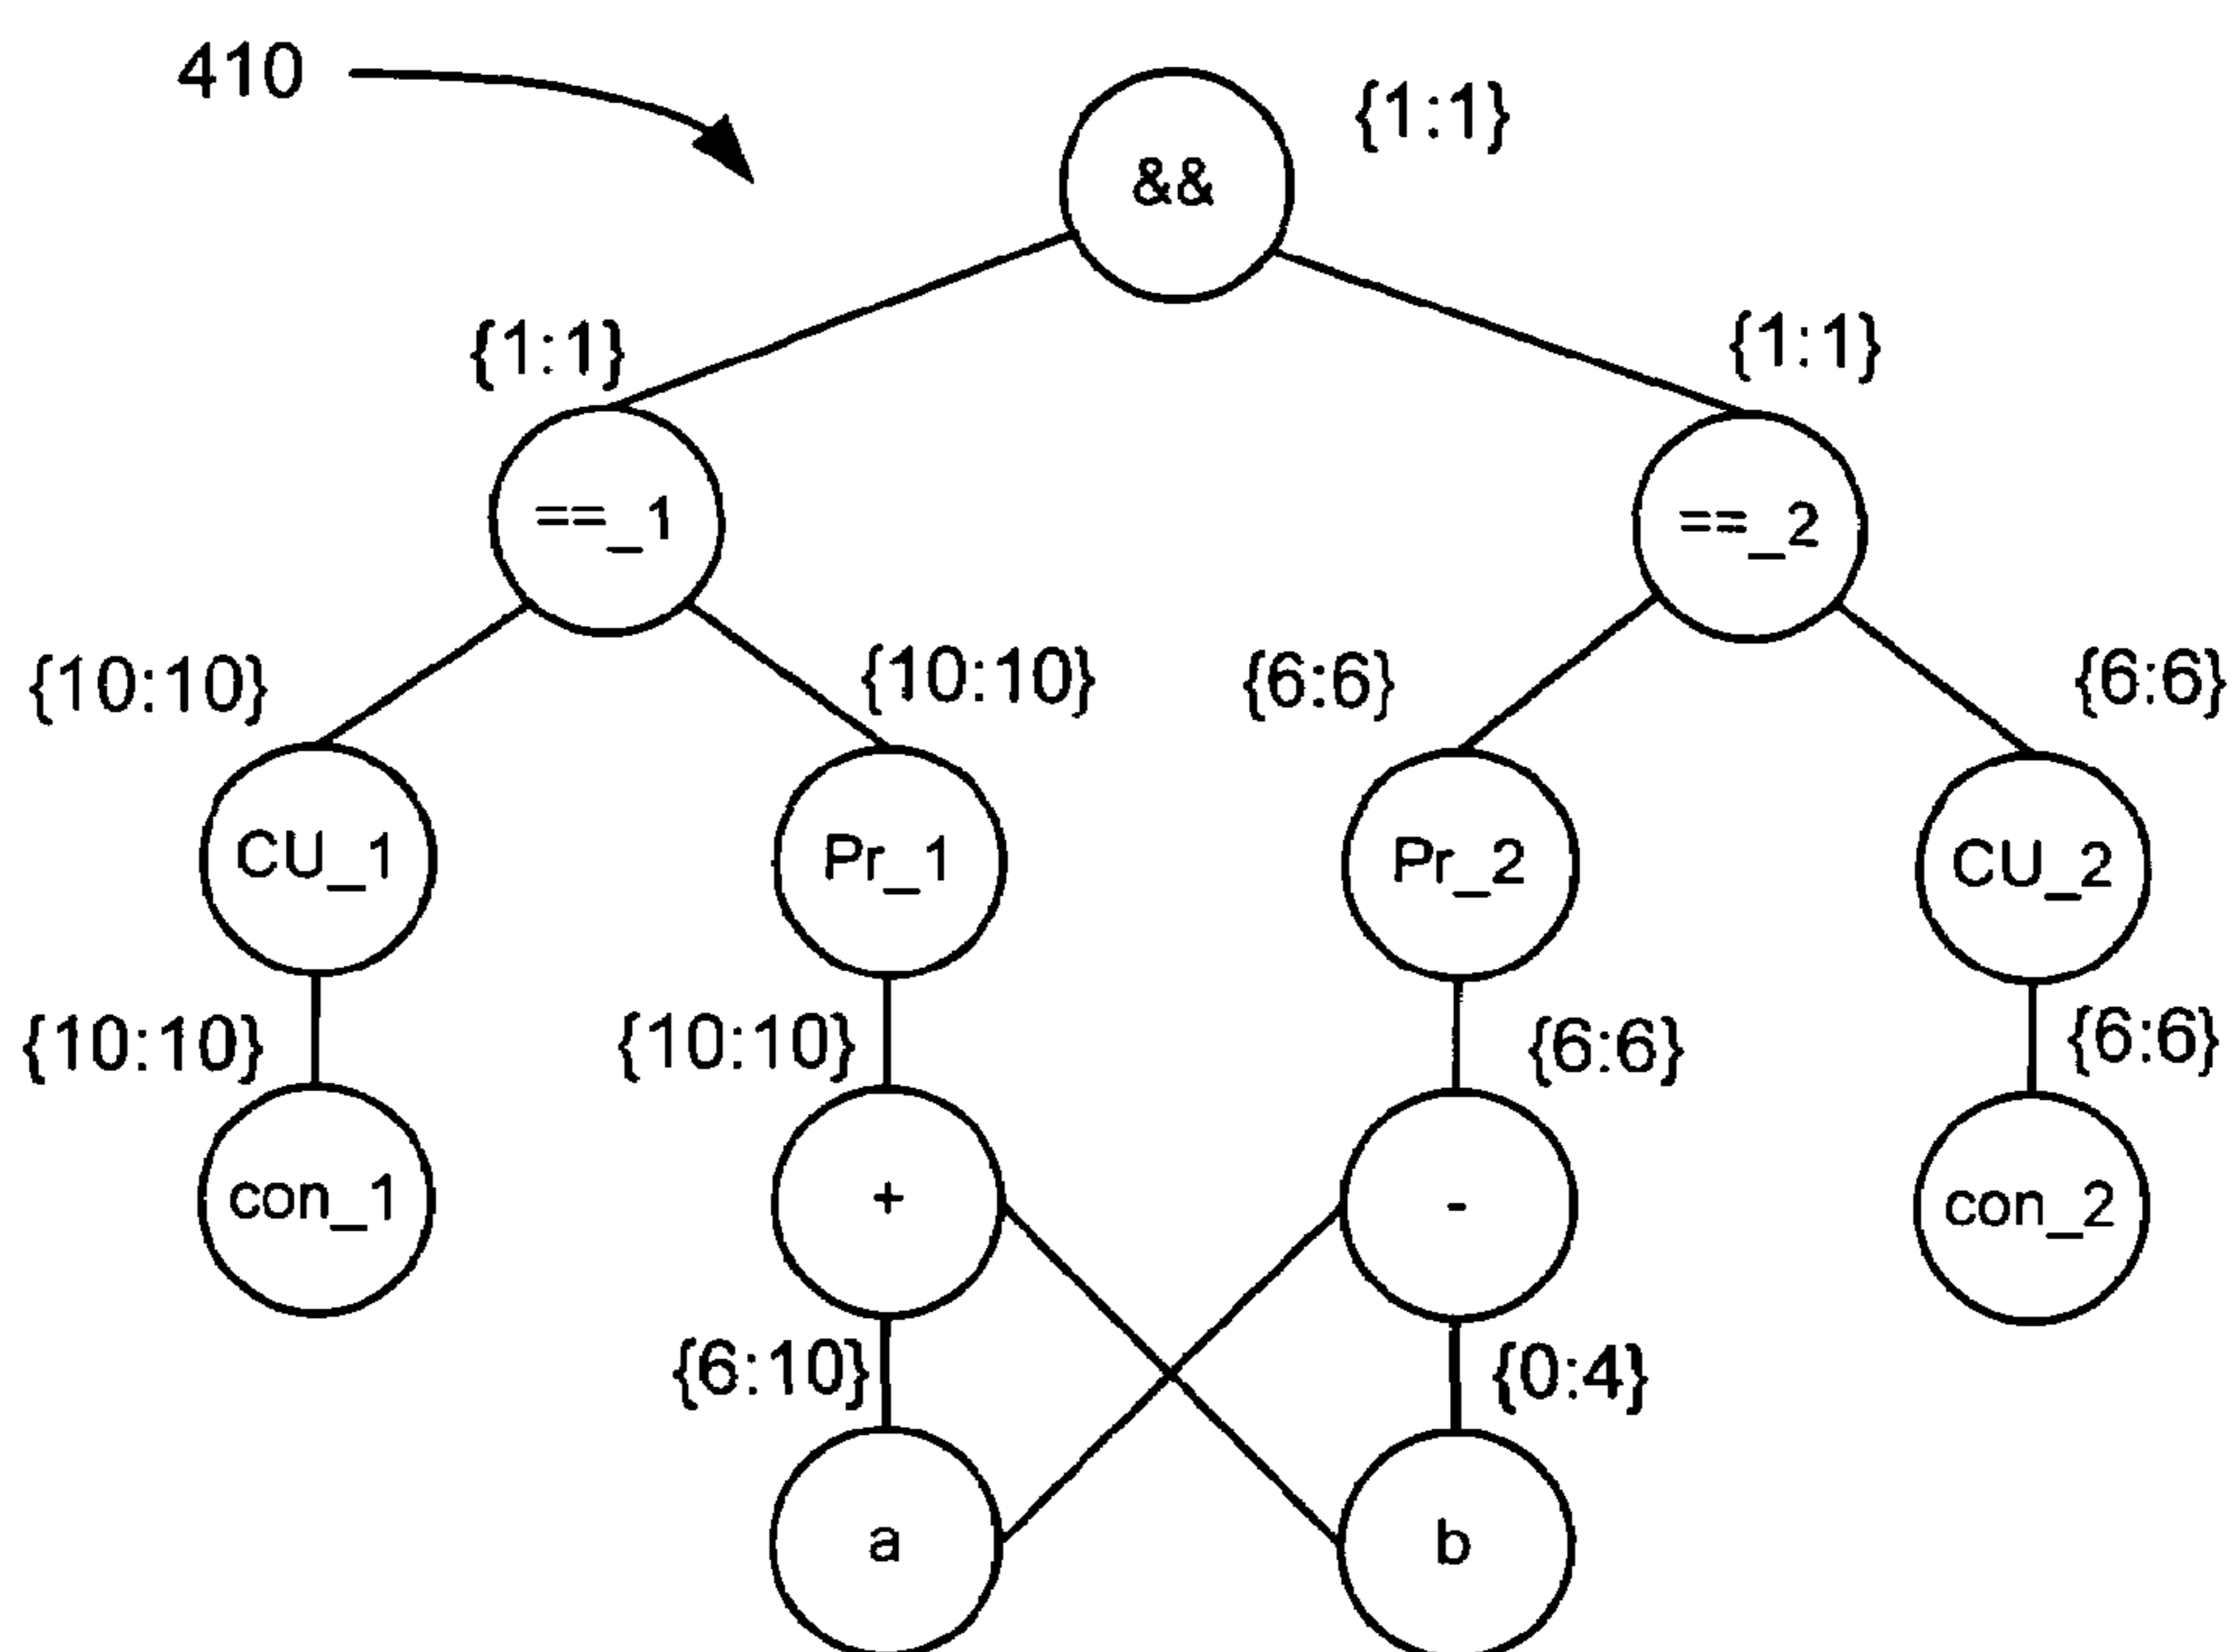 410
{1:1}
&&
{1:1} {1:1}
==_1 ==_2
{10:10} {10:10} {6:6} {6:6}
CU_1 Pr_1 Pr_2 CU_2
{10:10} {10:10} {6:6} {6:6}
con_1 + - con_2
{6:10} {0:4}
a b